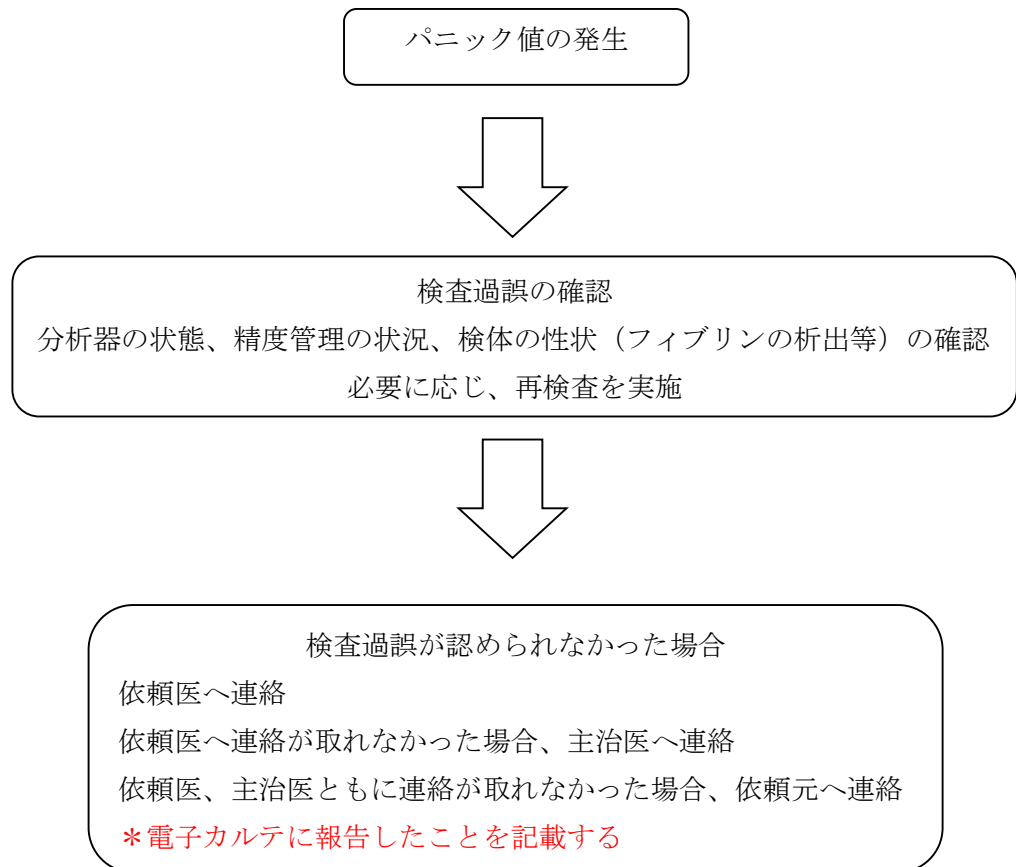 パニック値の発生
検査過誤の確認
分析器の状態、精度管理の状況、検体の性状（フィブリンの析出等）の確認
必要に応じ、再検査を実施
検査過誤が認められなかった場合
依頼医へ連絡
依頼医へ連絡が取れなかった場合、主治医へ連絡
依頼医、主治医ともに連絡が取れなかった場合、依頼元へ連絡
＊電子カルテに報告したことを記載する